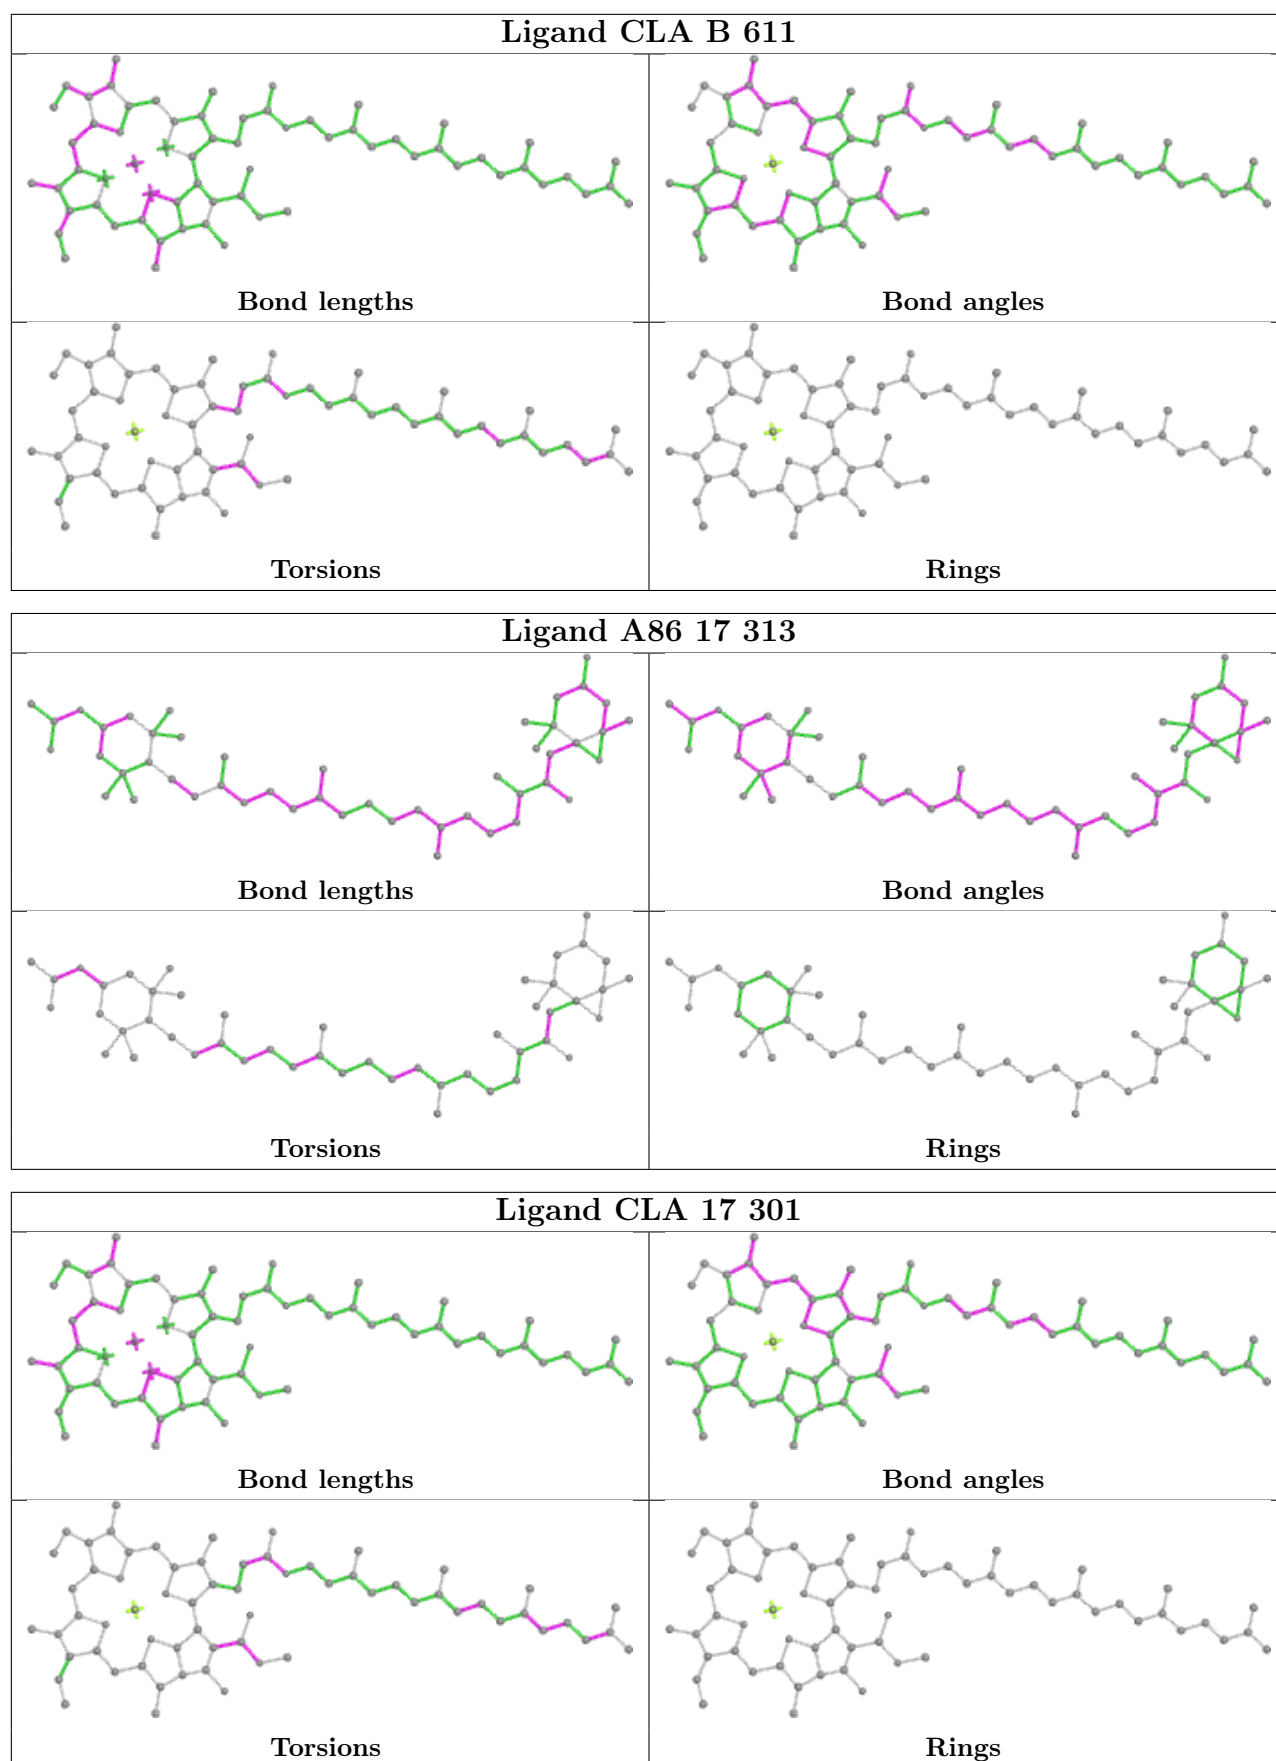 Ligand CLA B 611
Bond lengths
Bond angles
Torsions
Rings
Ligand A86 17 313
Bond lengths
Bond angles
Torsions
Rings
Ligand CLA 17 301
Bond lengths
Bond angles
Torsions
Rings